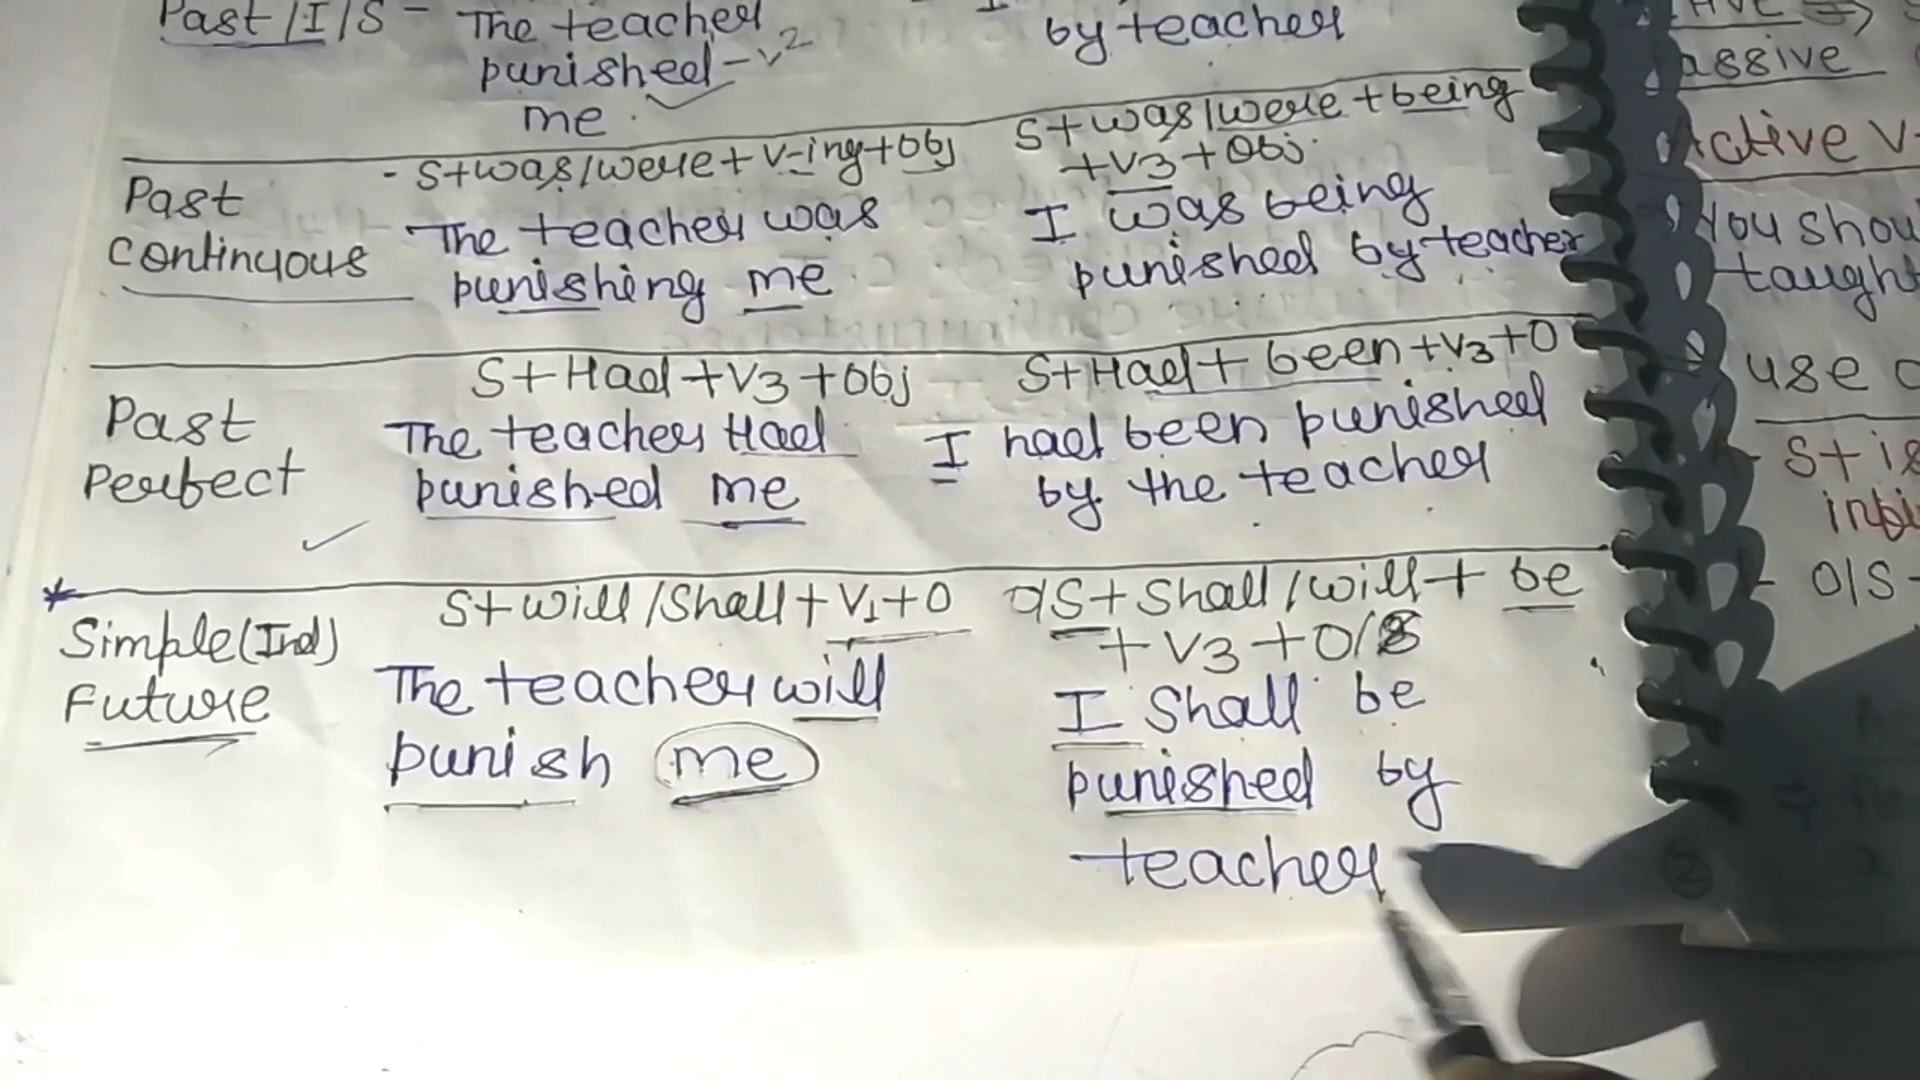 Past/I/S - The teacher
punished - v2
me.
by teacher
Past
continuous
- S+was/were+V-ing+obj
The teacher was
punishing me
S+was/were+being
+V3+Obj.
I was being
punished by teacher
Past
Perfect
S+Had+V3+Obj
The teacher Had
punished me
S+Had+been+V3+O
I had been punished
by the teacher
Simple(Ind)
Future
S+will/Shall+V1+O
The teacher will
punish me
O/S+Shall/will+be
+V3+O/S
I Shall be
punished by
teacher
assive
Active V-
You shou
taught
use
S+is
O/S-
2